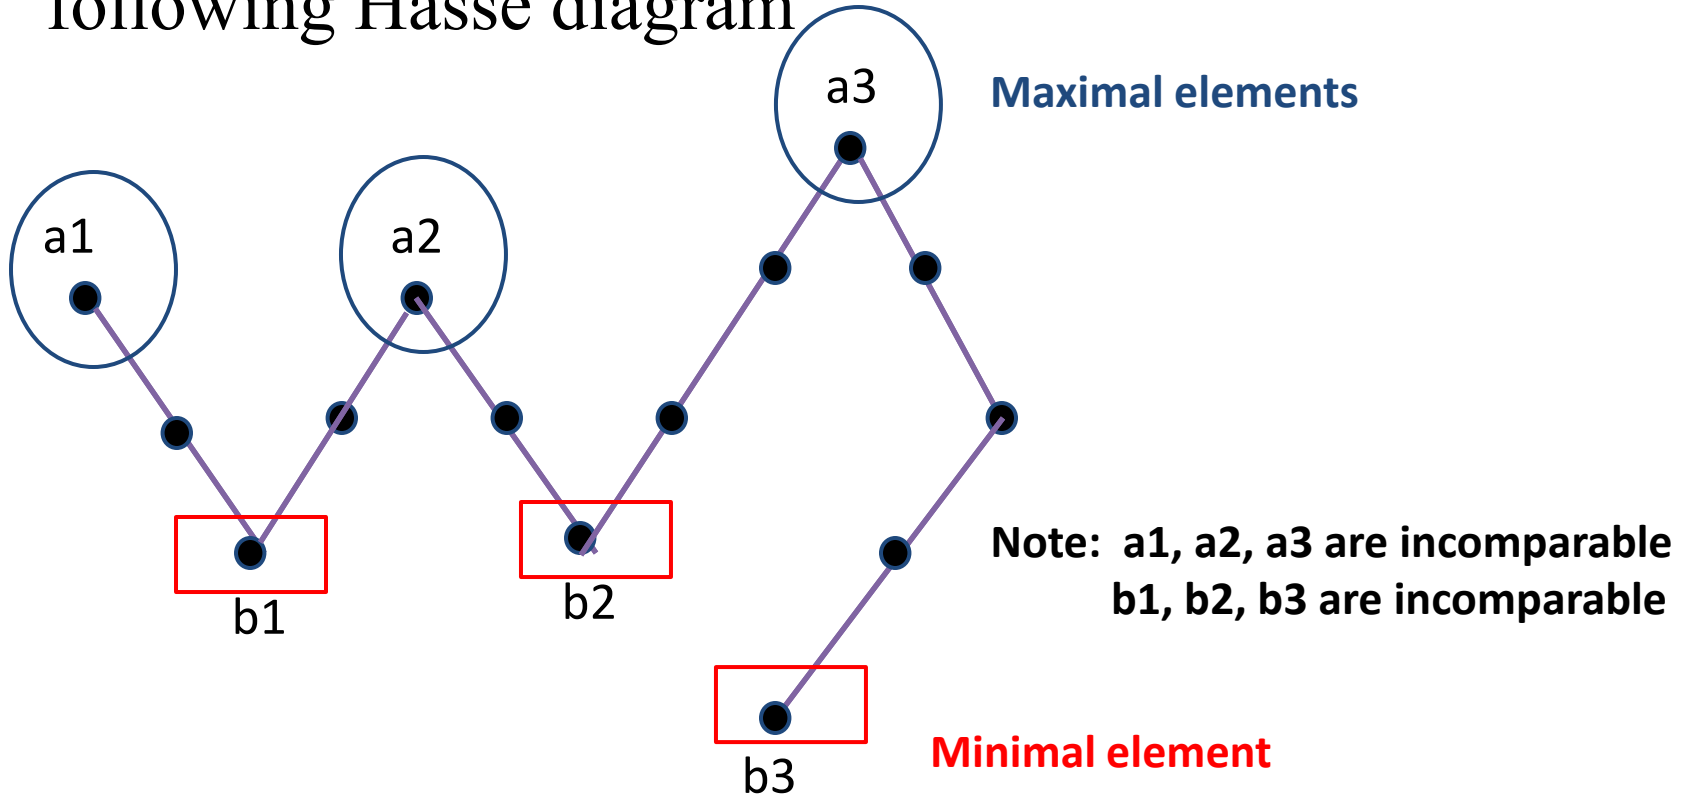 following Hasse diagram
a3
Maximal elements
a1
a2
Note: a1, a2, a3 are incomparable
b1, b2, b3 are incomparable
b1
b2
Minimal element
b3